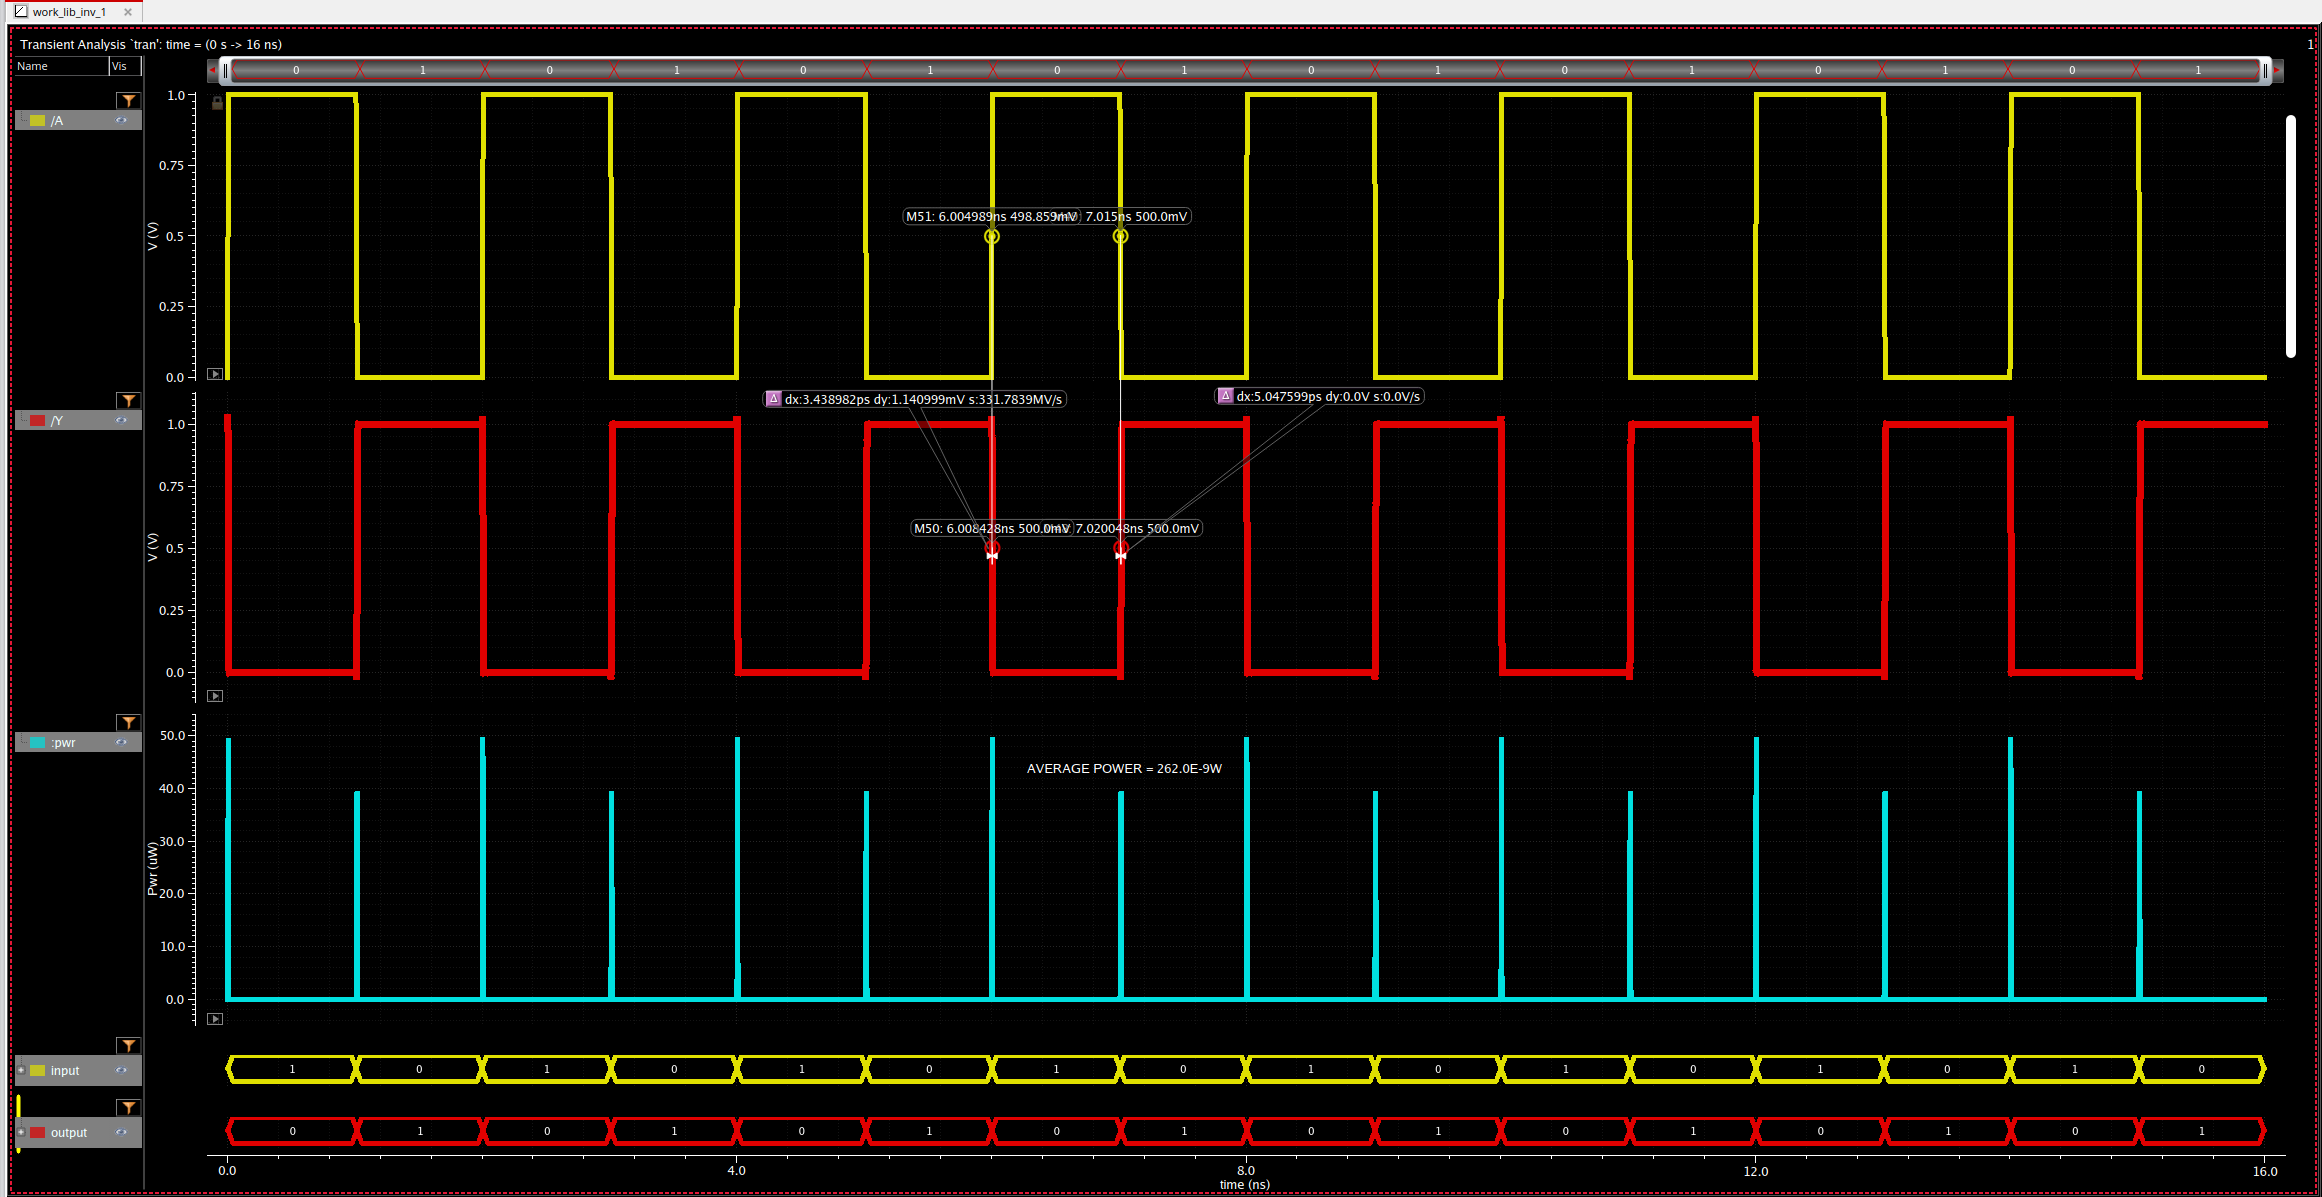 work_lib_inv_1
Transient Analysis `tran': time = (0 s -> 16 ns)
1
Name Vis
0 1 0 1 0 1 0 1 0 1 0 1 0 1 0 1
/A
1.0
0.75
0.5
0.25
0.0
V (V)
M51: 6.004989ns 498.859mV 7.015ns 500.0mV
dx:3.438982ps dy:1.140999mV s:331.7839MV/s
dx:5.047599ps dy:0.0V s:0.0V/s
/Y
1.0
0.75
0.5
0.25
0.0
V (V)
M50: 6.008428ns 500.0mV 7.020048ns 500.0mV
:pwr
50.0
40.0
30.0
20.0
10.0
0.0
Pwr (uW)
AVERAGE POWER = 262.0E-9W
input
1 0 1 0 1 0 1 0 1 0 1 0 1 0 1 0
output
0 1 0 1 0 1 0 1 0 1 0 1 0 1 0 1
0.0 4.0 8.0 12.0 16.0
time (ns)